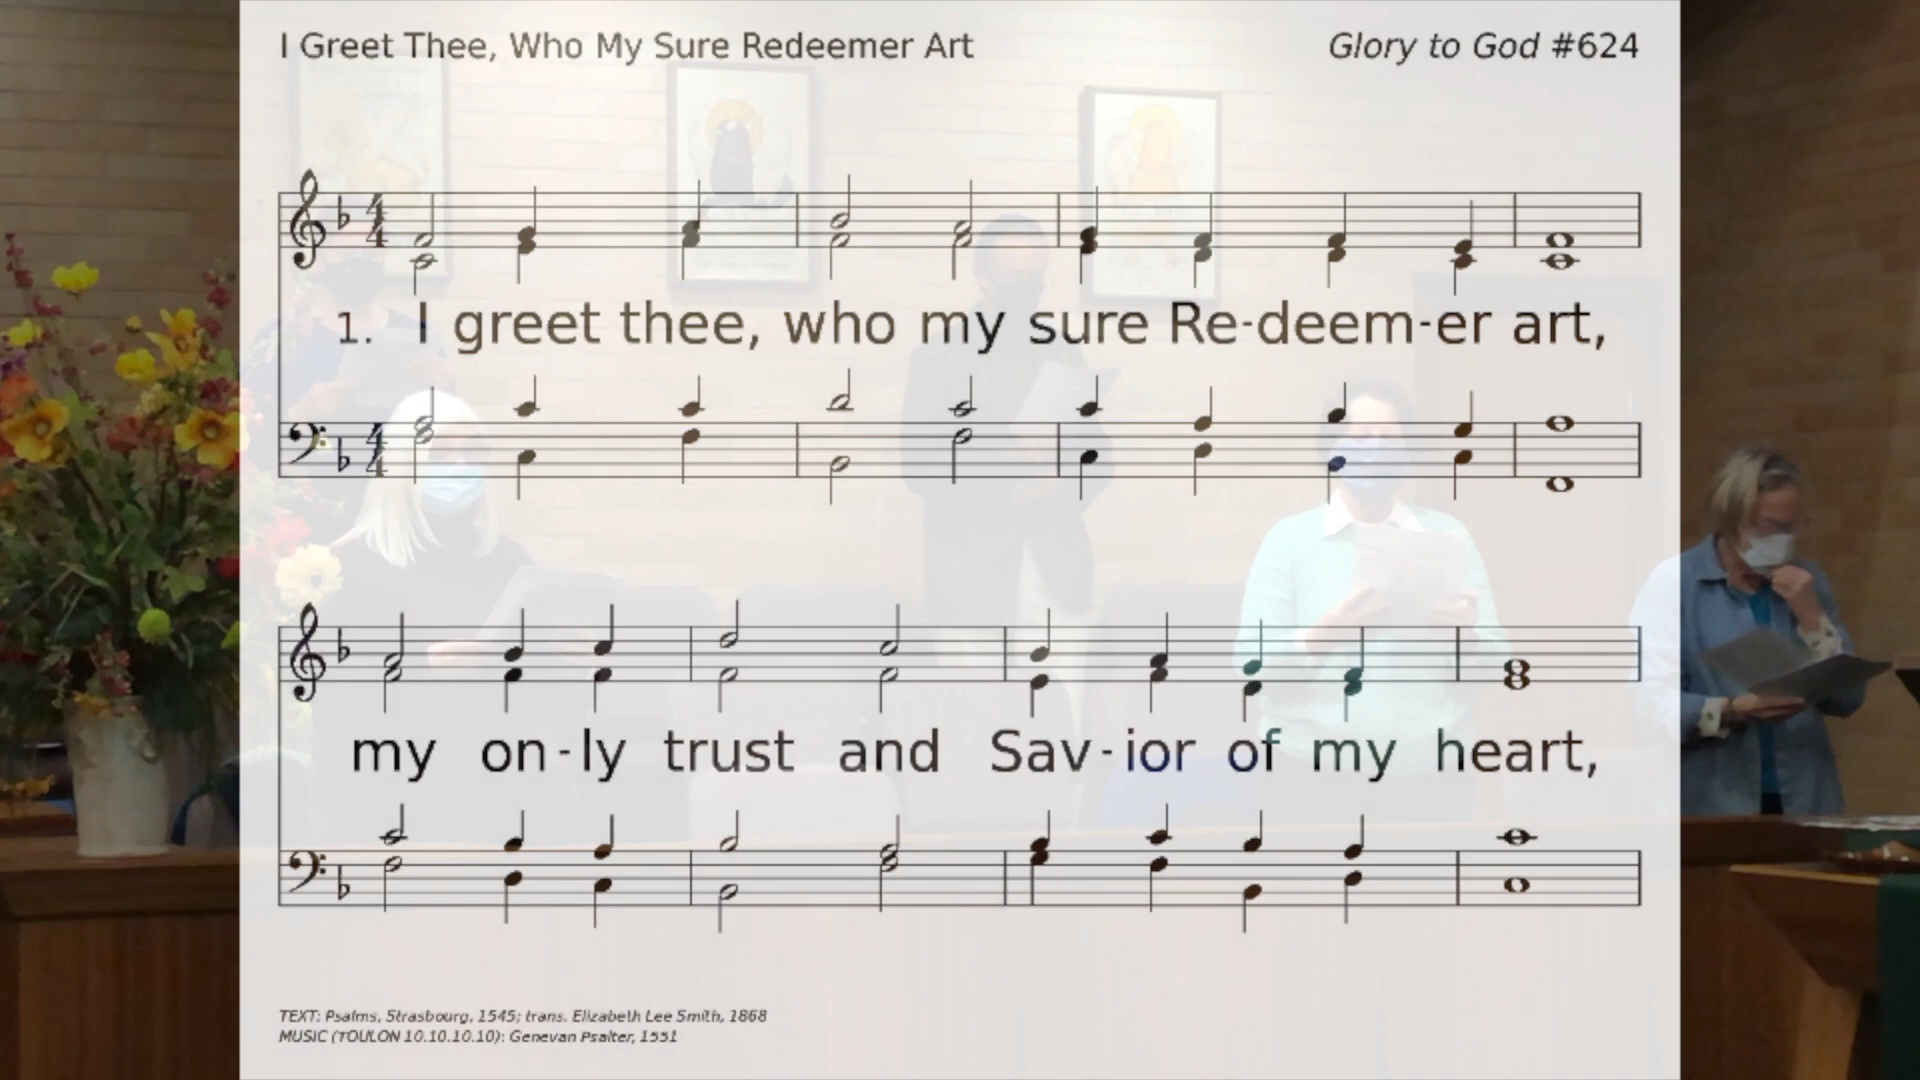 I Greet Thee, Who My Sure Redeemer Art
Glory to God #624
1. I greet thee, who my sure Re-deem-er art,
my on-ly trust and Sav-ior of my heart,
TEXT: Psalms, Strasbourg, 1545; trans. Elizabeth Lee Smith, 1868
MUSIC (TOULON 10.10.10.10): Genevan Psalter, 1551